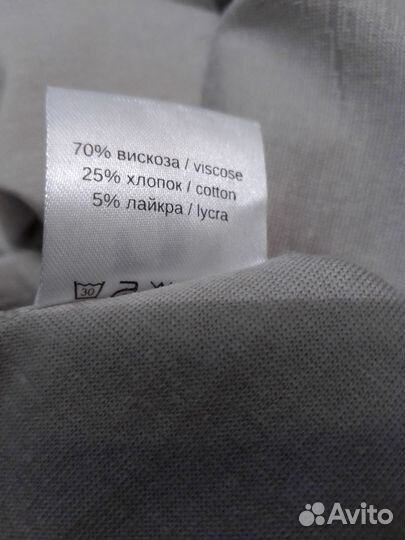 70% вискоза / viscose
25% хлопок / cotton
5% лайкра / lycra
30
Avito